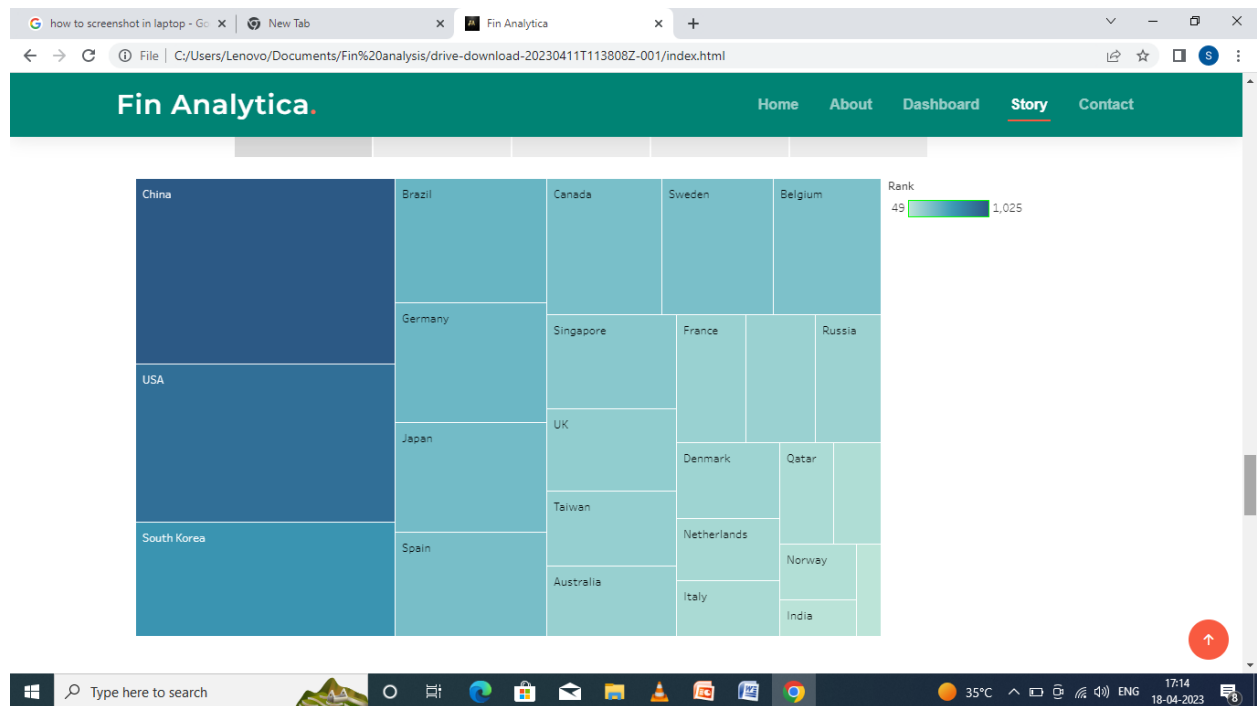 how to screenshot in laptop - Go
New Tab
Fin Analytica
File | C:/Users/Lenovo/Documents/Fin%20analysis/drive-download-20230411T113808Z-001/index.html
S
Fin Analytica.
Home About Dashboard Story Contact
China
Brazil
Canada
Sweden
Belgium
Rank
49
1,025
Germany
Singapore
France
Russia
USA
UK
Japan
Denmark
Qatar
Taiwan
South Korea
Netherlands
Spain
Norway
Australia
Italy
India
Type here to search
35°C
ENG
17:14
18-04-2023
8